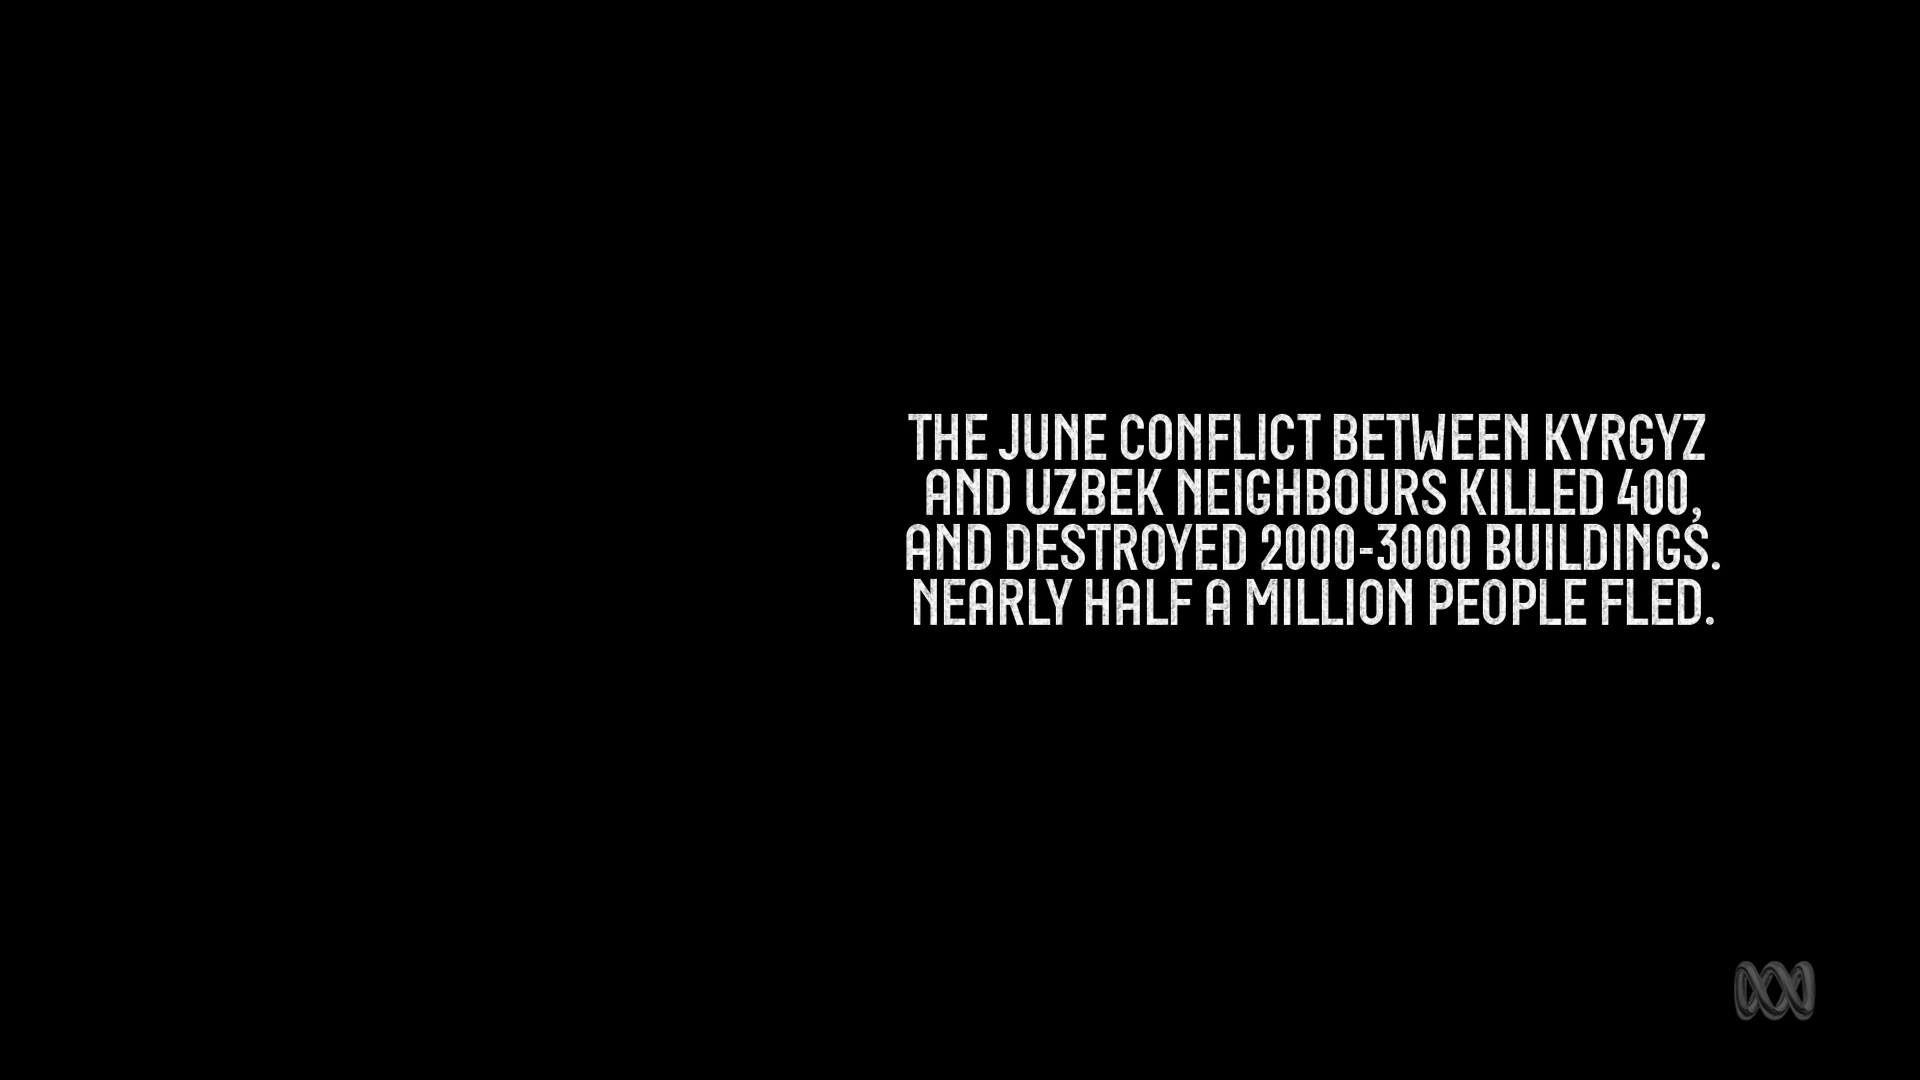 THE JUNE CONFLICT BETWEEN KYRGYZ
AND UZBEK NEIGHBOURS KILLED 400,
AND DESTROYED 2000-3000 BUILDINGS.
NEARLY HALF A MILLION PEOPLE FLED.